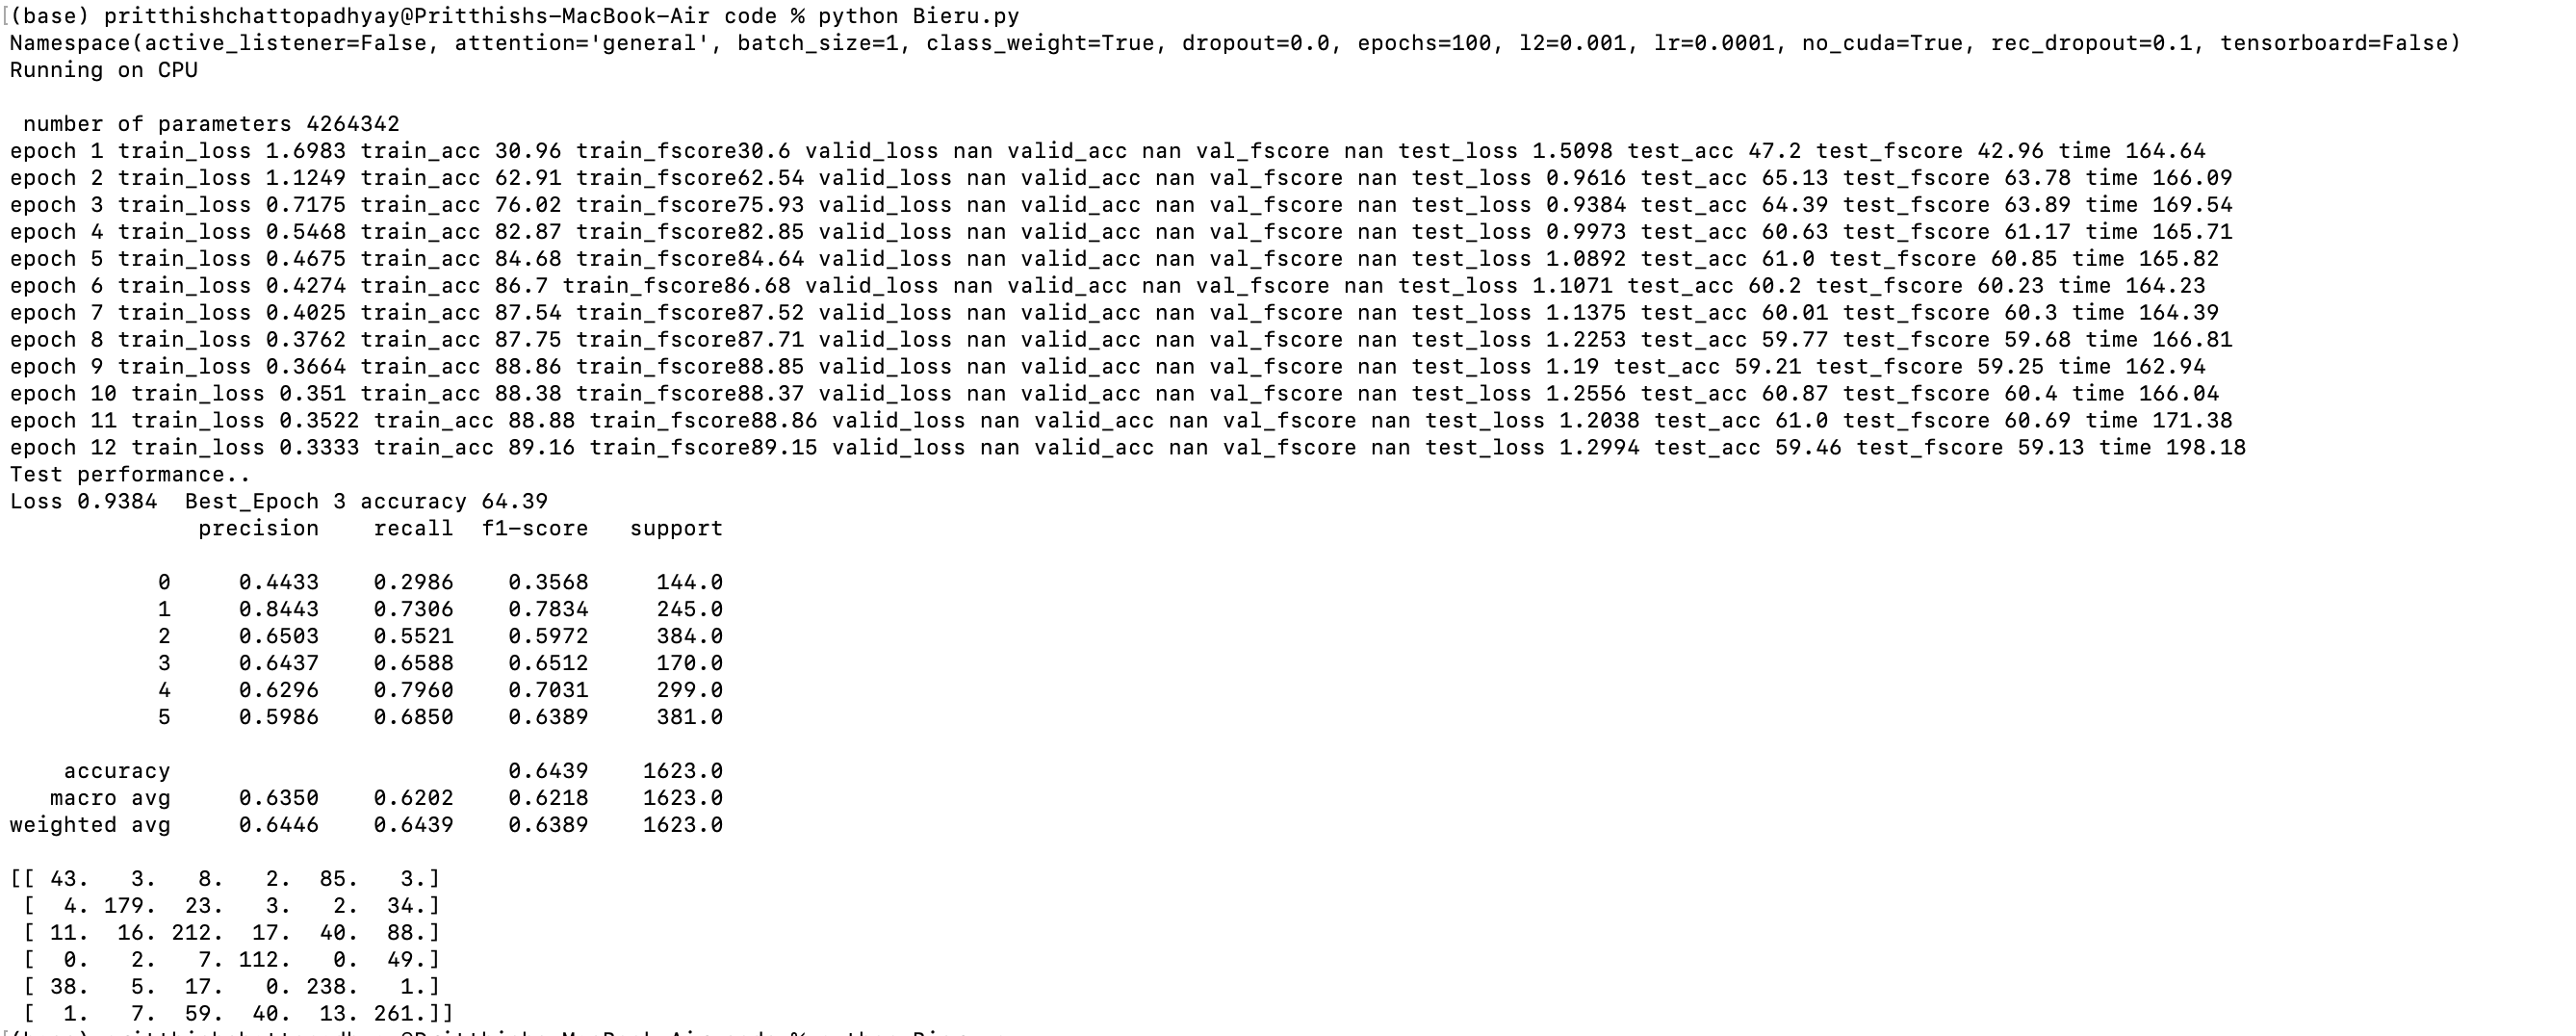 (base) pritthishchattopadhyay@Pritthishs-MacBook-Air code % python Bieru.py
Namespace(active_listener=False, attention='general', batch_size=1, class_weight=True, dropout=0.0, epochs=100, l2=0.001, lr=0.0001, no_cuda=True, rec_dropout=0.1, tensorboard=False)
Running on CPU
number of parameters 4264342
epoch 1 train_loss 1.6983 train_acc 30.96 train_fscore30.6 valid_loss nan valid_acc nan val_fscore nan test_loss 1.5098 test_acc 47.2 test_fscore 42.96 time 164.64
epoch 2 train_loss 1.1249 train_acc 62.91 train_fscore62.54 valid_loss nan valid_acc nan val_fscore nan test_loss 0.9616 test_acc 65.13 test_fscore 63.78 time 166.09
epoch 3 train_loss 0.7175 train_acc 76.02 train_fscore75.93 valid_loss nan valid_acc nan val_fscore nan test_loss 0.9384 test_acc 64.39 test_fscore 63.89 time 169.54
epoch 4 train_loss 0.5468 train_acc 82.87 train_fscore82.85 valid_loss nan valid_acc nan val_fscore nan test_loss 0.9973 test_acc 60.63 test_fscore 61.17 time 165.71
epoch 5 train_loss 0.4675 train_acc 84.68 train_fscore84.64 valid_loss nan valid_acc nan val_fscore nan test_loss 1.0892 test_acc 61.0 test_fscore 60.85 time 165.82
epoch 6 train_loss 0.4274 train_acc 86.7 train_fscore86.68 valid_loss nan valid_acc nan val_fscore nan test_loss 1.1071 test_acc 60.2 test_fscore 60.23 time 164.23
epoch 7 train_loss 0.4025 train_acc 87.54 train_fscore87.52 valid_loss nan valid_acc nan val_fscore nan test_loss 1.1375 test_acc 60.01 test_fscore 60.3 time 164.39
epoch 8 train_loss 0.3762 train_acc 87.75 train_fscore87.71 valid_loss nan valid_acc nan val_fscore nan test_loss 1.2253 test_acc 59.77 test_fscore 59.68 time 166.81
epoch 9 train_loss 0.3664 train_acc 88.86 train_fscore88.85 valid_loss nan valid_acc nan val_fscore nan test_loss 1.19 test_acc 59.21 test_fscore 59.25 time 162.94
epoch 10 train_loss 0.351 train_acc 88.38 train_fscore88.37 valid_loss nan valid_acc nan val_fscore nan test_loss 1.2556 test_acc 60.87 test_fscore 60.4 time 166.04
epoch 11 train_loss 0.3522 train_acc 88.88 train_fscore88.86 valid_loss nan valid_acc nan val_fscore nan test_loss 1.2038 test_acc 61.0 test_fscore 60.69 time 171.38
epoch 12 train_loss 0.3333 train_acc 89.16 train_fscore89.15 valid_loss nan valid_acc nan val_fscore nan test_loss 1.2994 test_acc 59.46 test_fscore 59.13 time 198.18
Test performance..
Loss 0.9384  Best_Epoch 3 accuracy 64.39
precision    recall  f1-score   support
0     0.4433    0.2986    0.3568     144.0
1     0.8443    0.7306    0.7834     245.0
2     0.6503    0.5521    0.5972     384.0
3     0.6437    0.6588    0.6512     170.0
4     0.6296    0.7960    0.7031     299.0
5     0.5986    0.6850    0.6389     381.0
accuracy                         0.6439    1623.0
macro avg     0.6350    0.6202    0.6218    1623.0
weighted avg     0.6446    0.6439    0.6389    1623.0
[[ 43.   3.   8.   2.  85.   3.]
[  4. 179.  23.   3.   2.  34.]
[ 11.  16. 212.  17.  40.  88.]
[  0.   2.   7. 112.   0.  49.]
[ 38.   5.  17.   0. 238.   1.]
[  1.   7.  59.  40.  13. 261.]]